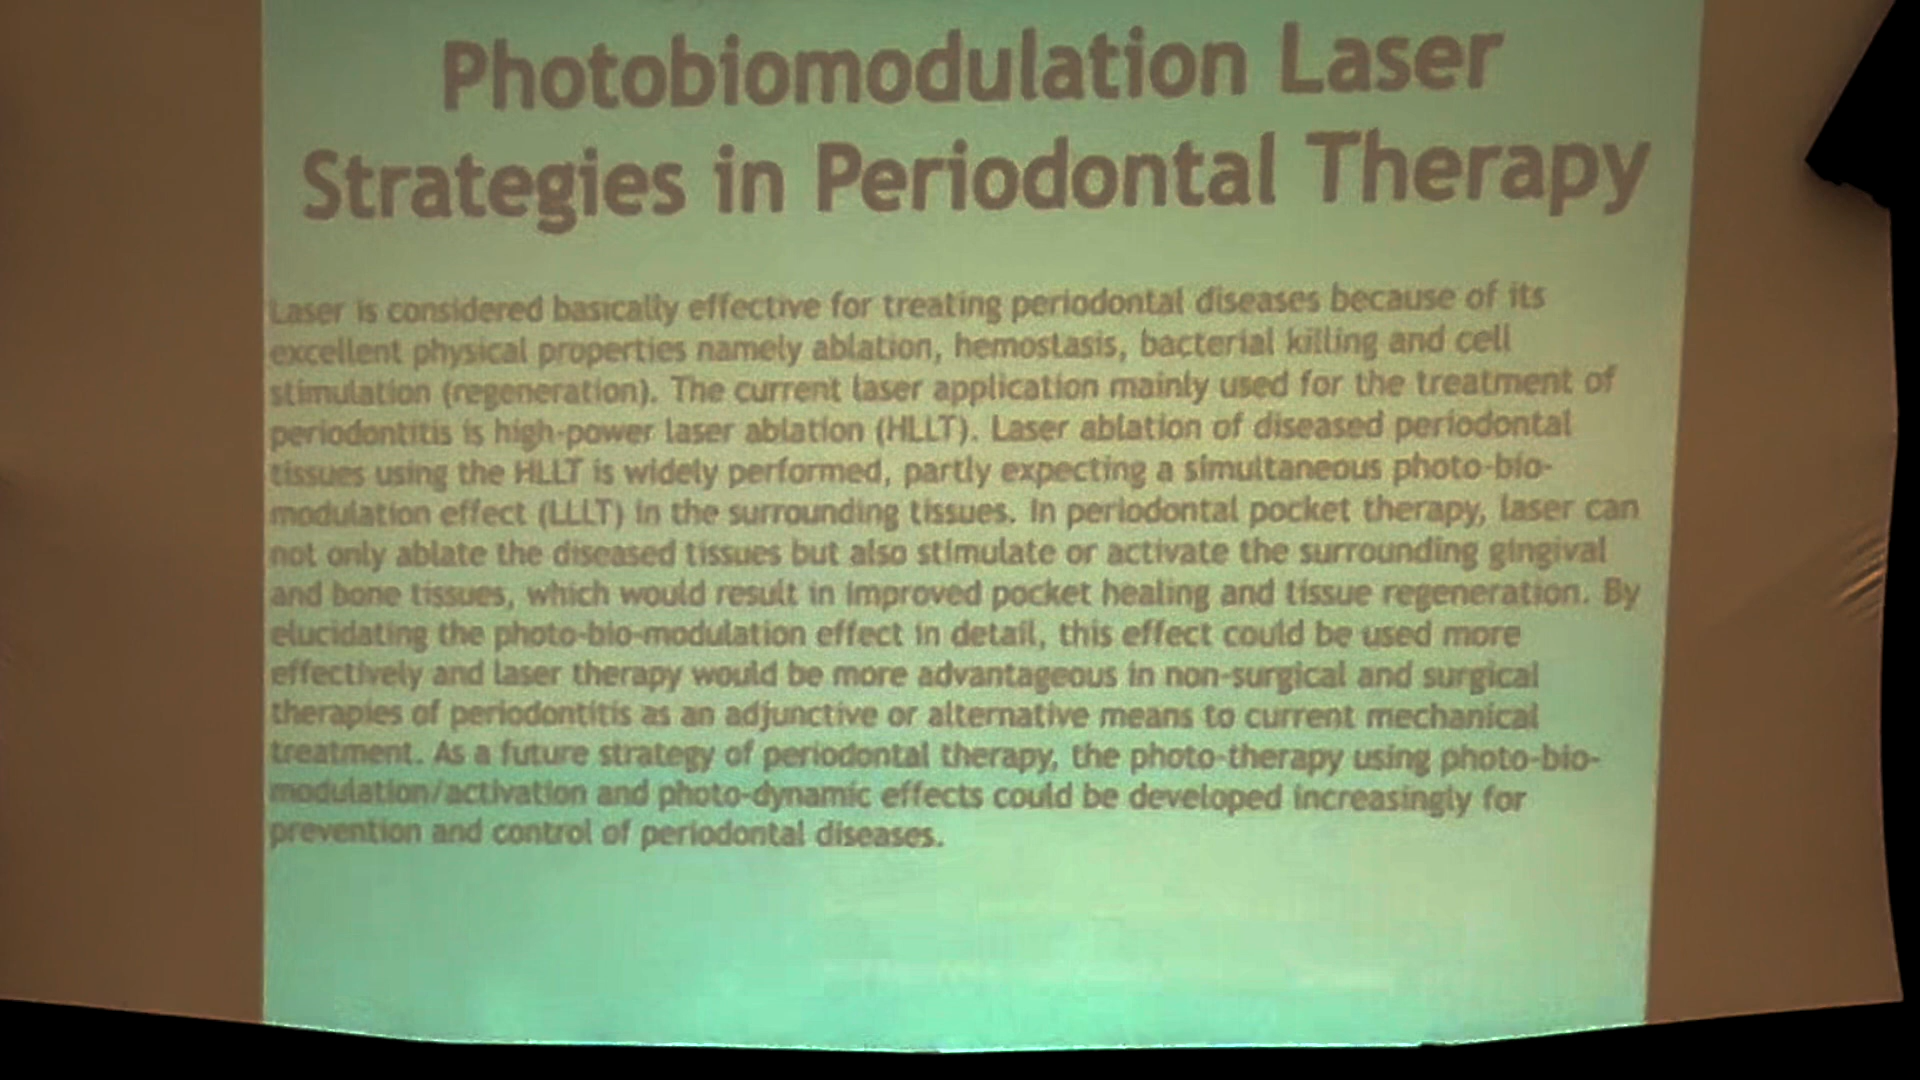 Photobiomodulation Laser
Strategies in Periodontal Therapy
Laser is considered basically effective for treating periodontal diseases because of its
excellent physical properties namely ablation, hemostasis, bacterial killing and cell
stimulation (regeneration). The current laser application mainly used for the treatment of
periodontitis is high-power laser ablation (HLLT). Laser ablation of diseased periodontal
tissues using the HLLT is widely performed, partly expecting a simultaneous photo-bio-
modulation effect (LLLT) in the surrounding tissues. In periodontal pocket therapy, laser can
not only ablate the diseased tissues but also stimulate or activate the surrounding gingival
and bone tissues, which would result in improved pocket healing and tissue regeneration. By
elucidating the photo-bio-modulation effect in detail, this effect could be used more
effectively and laser therapy would be more advantageous in non-surgical and surgical
therapies of periodontitis as an adjunctive or alternative means to current mechanical
treatment. As a future strategy of periodontal therapy, the photo-therapy using photo-bio-
modulation/activation and photo-dynamic effects could be developed increasingly for
prevention and control of periodontal diseases.